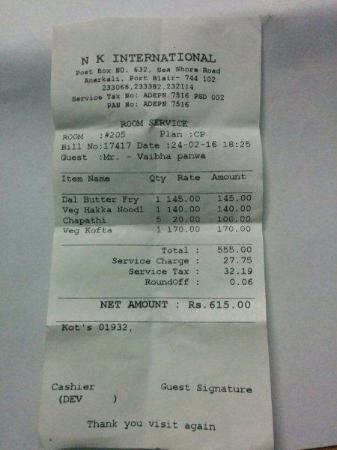 N K INTERNATIONAL
Post Box NO. 632, Sea Shore Road
Anarkali, Port Blair- 744 102
233066,233382,232114
Service Tax No: ADEPN 7516 PSD 002
PAN No: ADEPN 7516
ROOM SERVICE
ROOM :#205 Plan :CP
Bill No:17417 Date :24-02-16 18:25
Guest :Mr. - Vaibha panwa
Item Name Qty Rate Amount
Dal Butter Fry 1 145.00 145.00
Veg Hakka Noodl 1 140.00 140.00
Chapathi 5 20.00 100.00
Veg Kofta 1 170.00 170.00
Total : 555.00
Service Charge : 27.75
Service Tax : 32.19
RoundOff : 0.06
NET AMOUNT : Rs.615.00
Kot's 01932,
Cashier Guest Signature
(DEV )
Thank you visit again